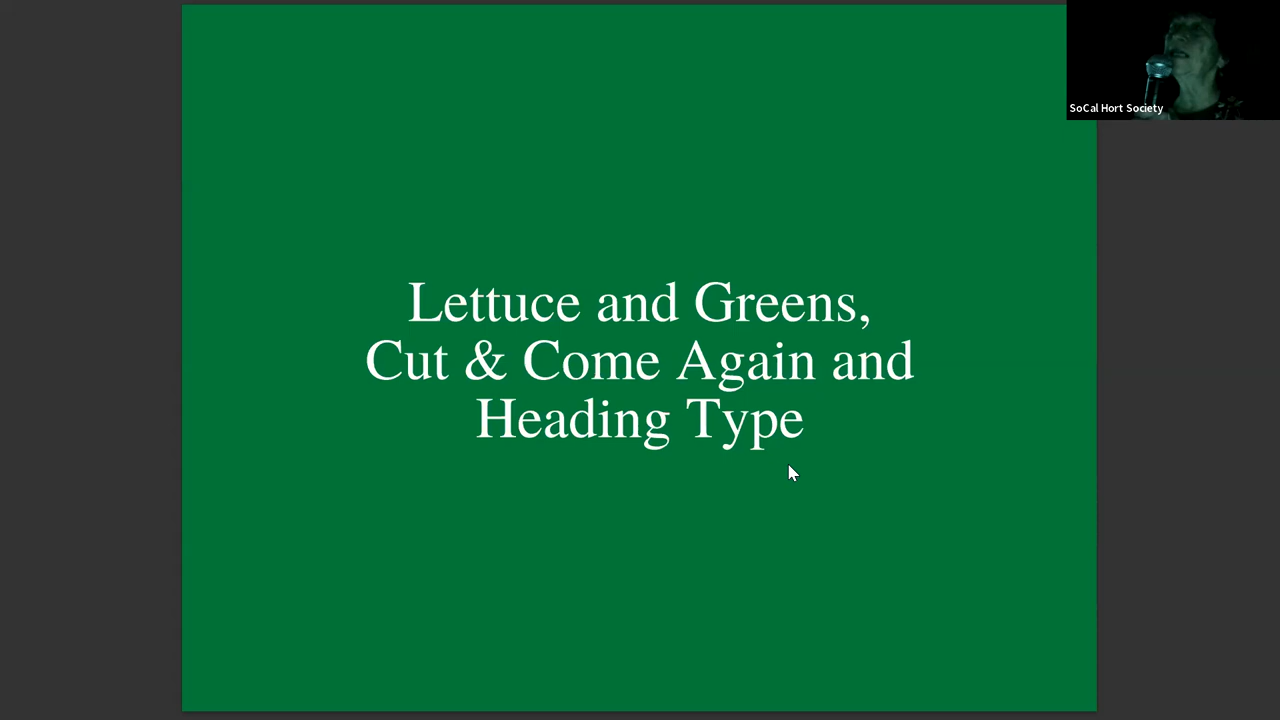 SoCal Hort Society
Lettuce and Greens,
Cut & Come Again and
Heading Type